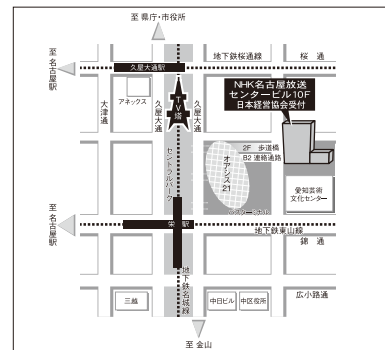 至 県庁・市役所
至 名古屋駅
久屋大通駅
地下鉄桜通線
桜通
大津通
アネックス
久屋大通
TV塔
久屋大通
NHK名古屋放送
センタービル10F
日本経営協会受付
2F 歩道橋
B2 連絡通路
オアシス21
セントラルパーク
愛知芸術
文化センター
至 名古屋駅
栄駅
地下鉄東山線
錦通
地下鉄名城線
三越
中日ビル
中区役所
広小路通
至 金山